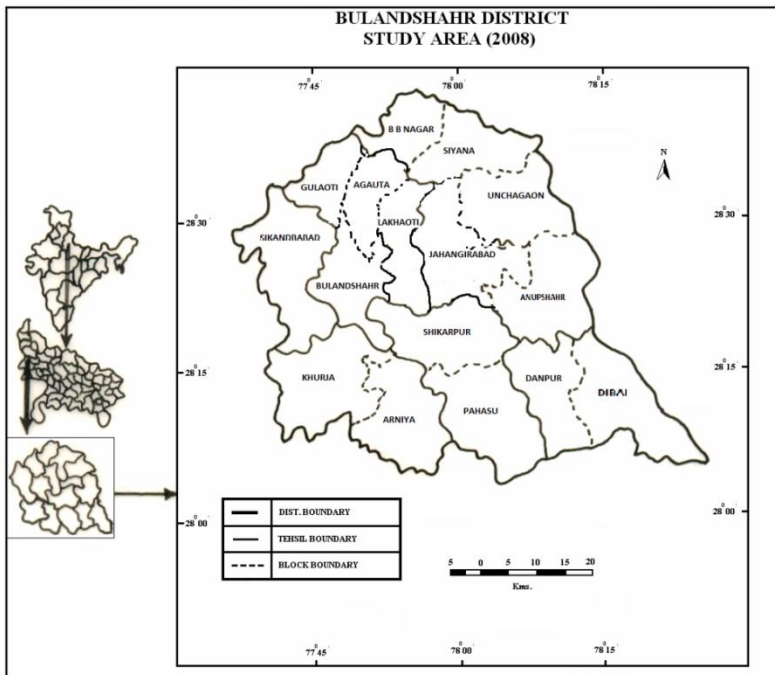 BULANDSHAHR DISTRICT
STUDY AREA (2008)
77° 45'
78° 00'
78° 15'
B B NAGAR
SIYANA
N
GULAOTI
AGAUTA
UNCHAGAON
28° 30'
LAKHAOTI
28° 30'
SIKANDRABAD
JAHANGIRABAD
BULANDSHAHR
ANUPSHAHR
SHIKARPUR
28° 15'
KHURJA
DANPUR
28° 15'
DIBAI
ARNIYA
PAHASU
28° 00'
28° 00'
DIST. BOUNDARY
TEHSIL BOUNDARY
BLOCK BOUNDARY
5 0 5 10 15 20
Kms.
77° 45'
78° 00'
78° 15'